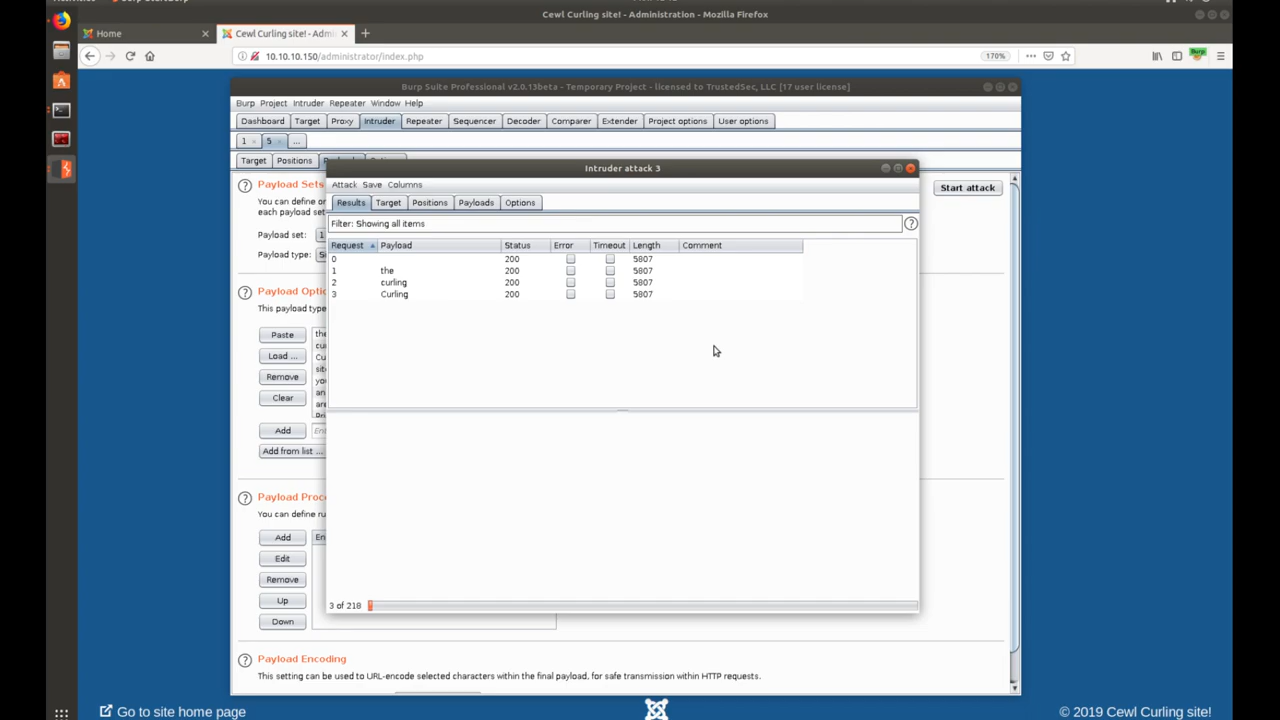 Cewl Curling site! - Administration - Mozilla Firefox
Home
Cewl Curling site! - Admini
10.10.10.150/administrator/index.php
170%
Burp
Burp Suite Professional v2.0.13beta - Temporary Project - licensed to TrustedSec, LLC [17 user license]
Burp Project Intruder Repeater Window Help
Dashboard Target Proxy Intruder Repeater Sequencer Decoder Comparer Extender Project options User options
1 × 5 × ...
Target Positions
Intruder attack 3
Payload Sets
You can define on
each payload set
Payload set: 1
Payload type:
Start attack
Attack Save Columns
Results Target Positions Payloads Options
Filter: Showing all items
Request Payload Status Error Timeout Length Comment
0 200 5807
1 the 200 5807
2 curling 200 5807
3 Curling 200 5807
Payload Optio
This payload type
Paste
Load ...
Remove
Clear
Add
Add from list ...
Payload Proc
You can define ru
Add
Edit
Remove
Up
Down
3 of 218
Payload Encoding
This setting can be used to URL-encode selected characters within the final payload, for safe transmission within HTTP requests.
Go to site home page
© 2019 Cewl Curling site!